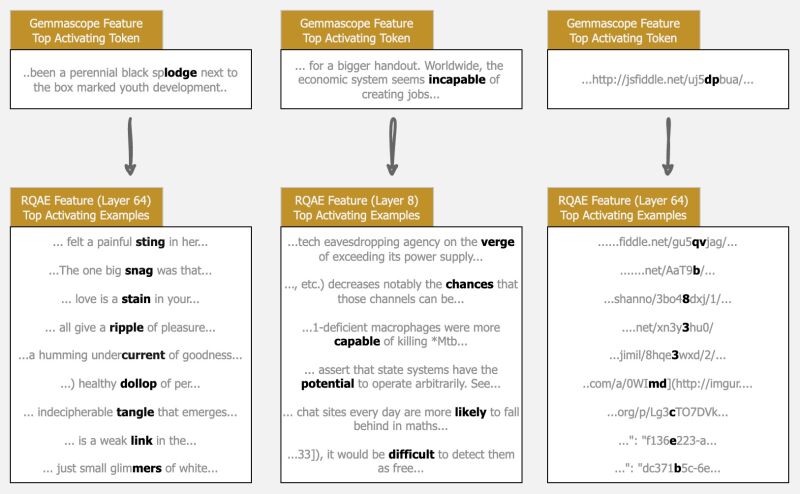 Gemmascope Feature
Top Activating Token
..been a perennial black splodge next to
the box marked youth development..
RQAE Feature (Layer 64)
Top Activating Examples
... felt a painful sting in her...
...The one big snag was that...
... love is a stain in your...
... all give a ripple of pleasure...
...a humming undercurrent of goodness...
...) healthy dollop of per...
... indecipherable tangle that emerges...
... is a weak link in the...
... just small glimmers of white...
Gemmascope Feature
Top Activating Token
... for a bigger handout. Worldwide, the
economic system seems incapable of
creating jobs...
RQAE Feature (Layer 8)
Top Activating Examples
...tech eavesdropping agency on the verge
of exceeding its power supply...
..., etc.) decreases notably the chances that
those channels can be...
...1-deficient macrophages were more
capable of killing *Mtb...
... assert that state systems have the
potential to operate arbitrarily. See...
... chat sites every day are more likely to fall
behind in maths...
...33]), it would be difficult to detect them
as free...
Gemmascope Feature
Top Activating Token
...http://jsfiddle.net/uj5dpbua/...
RQAE Feature (Layer 64)
Top Activating Examples
......fiddle.net/gu5qvjag/...
.......net/AaT9b/...
...shanno/3bo48dxj/1/...
....net/xn3y3hu0/
...jimil/8hqe3wxd/2/...
..com/a/0WImd](http://imgur....
...org/p/Lg3cTO7DVk...
...": "f136e223-a...
...": "dc371b5c-6e...